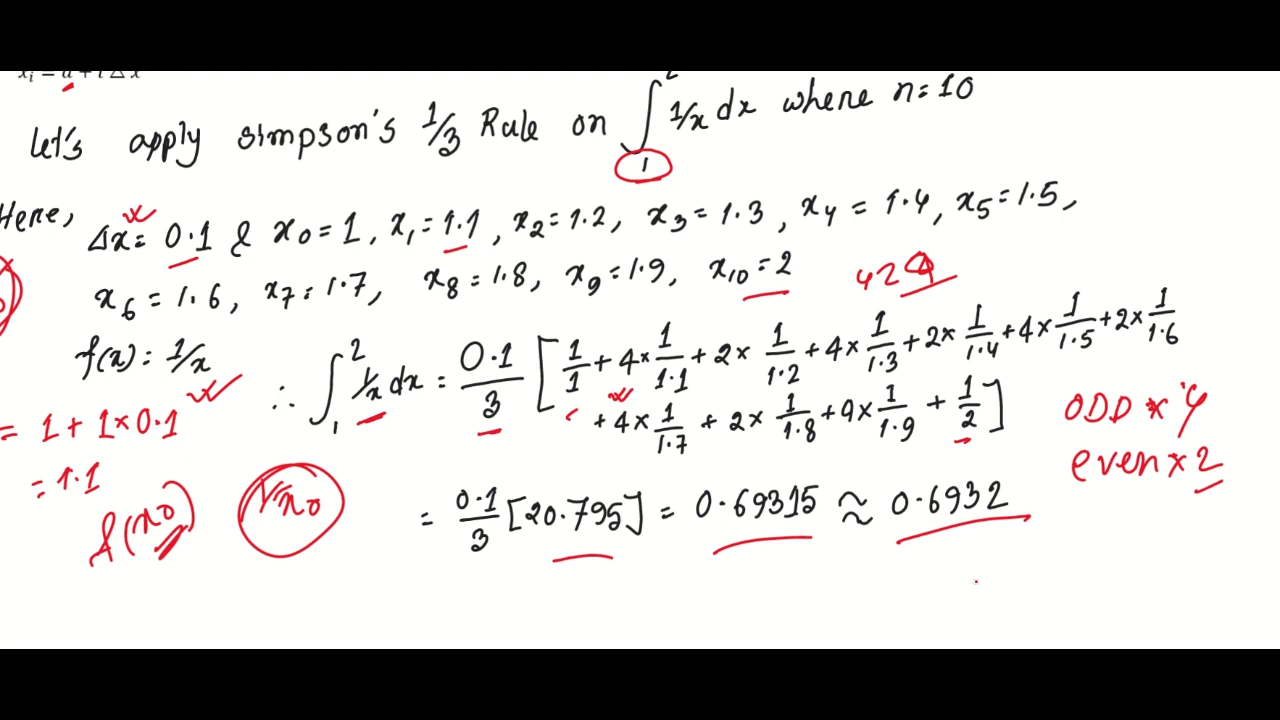 xᵢ = a + i △ x
Let's apply Simpson's 1/3 Rule on ∫₁² 1/x dx where n=10
Here,
Δx= 0.1 & x₀=1, x₁=1.1, x₂=1.2, x₃=1.3, x₄=1.4, x₅=1.5,
x₆=1.6, x₇=1.7, x₈=1.8, x₉=1.9, x₁₀=2
424
f(x)=1/x
∴ ∫₁² 1/x dx = 0.1/3 [1/1 + 4×1/1.1 + 2×1/1.2 + 4×1/1.3 + 2×1/1.4 + 4×1/1.5 + 2×1/1.6
+ 4×1/1.7 + 2×1/1.8 + 4×1/1.9 + 1/2]
= 1 + 1×0.1
= 1.1
ODD × 4
even × 2
f(x₀)
1/x₀
= 0.1/3 [20.795] = 0.69315 ≈ 0.6932